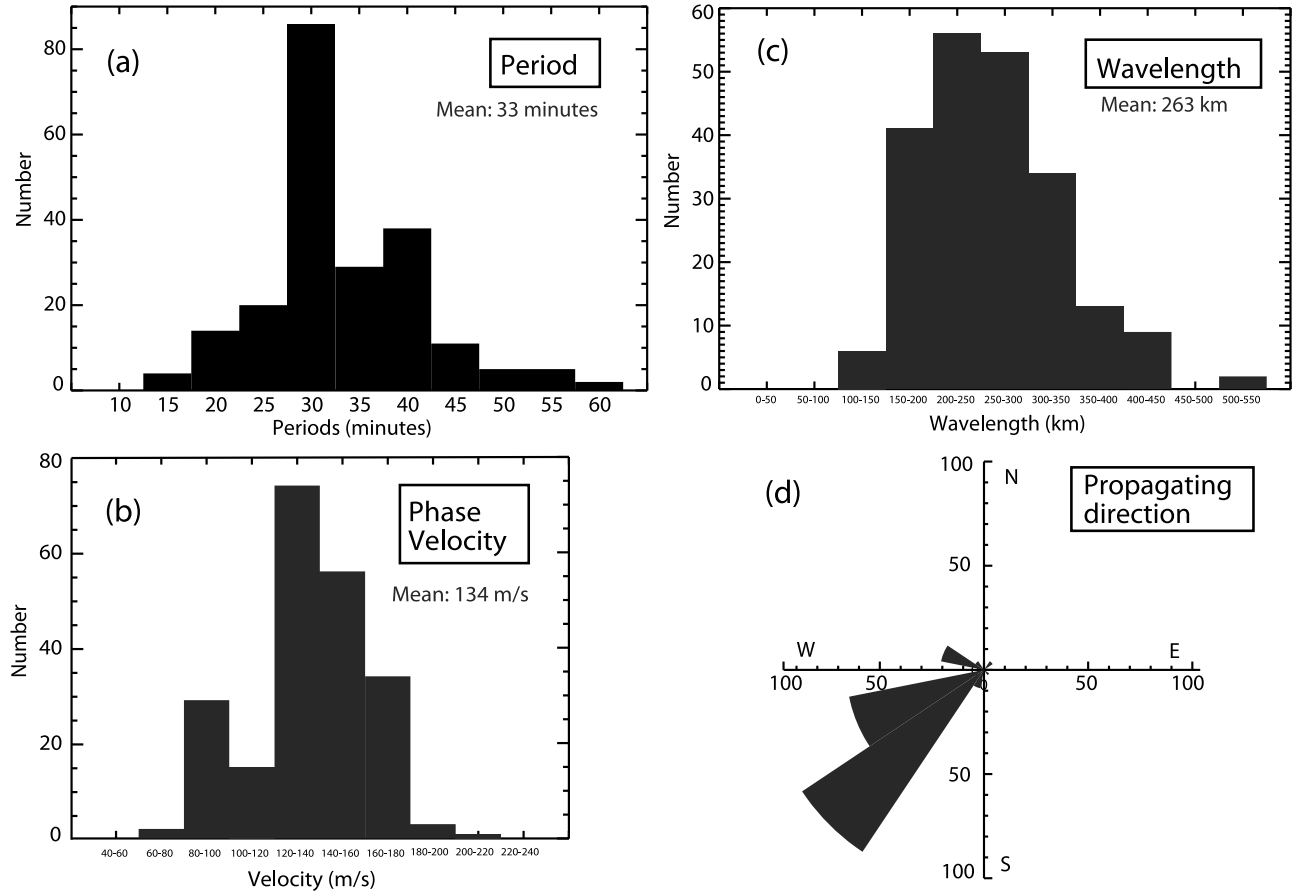 (a)
Period
Mean: 33 minutes
Number
80
60
40
20
0
10 15 20 25 30 35 40 45 50 55 60
Periods (minutes)
(c)
Wavelength
Mean: 263 km
Number
60
50
40
30
20
10
0
0-50 50-100 100-150 150-200 200-250 250-300 300-350 350-400 400-450 450-500 500-550
Wavelength (km)
(b)
Phase
Velocity
Mean: 134 m/s
Number
80
60
40
20
0
40-60 60-80 80-100 100-120 120-140 140-160 160-180 180-200 200-220 220-240
Velocity (m/s)
(d)
Propagating
direction
100
N
50
W
E
100 50 0 50 100
50
100
S